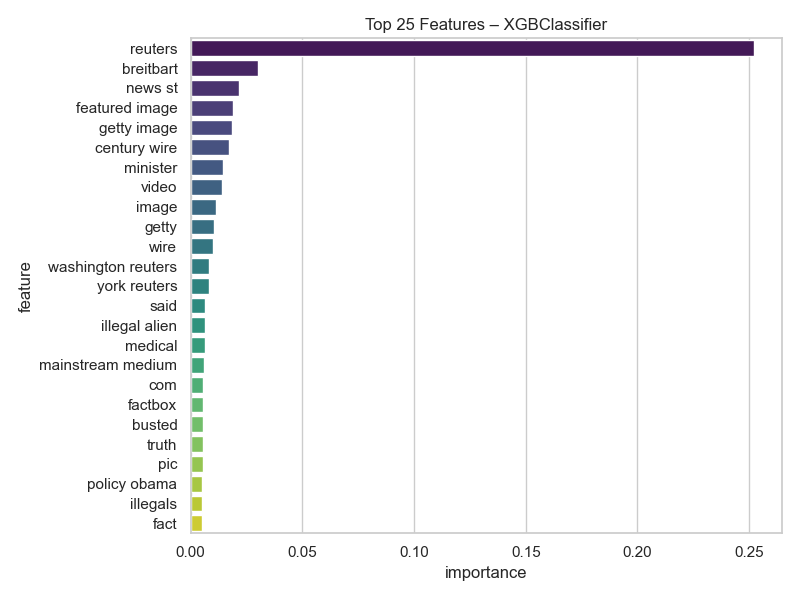 Top 25 Features – XGBClassifier
reuters
breitbart
news st
featured image
getty image
century wire
minister
video
image
getty
wire
washington reuters
york reuters
said
illegal alien
medical
mainstream medium
com
factbox
busted
truth
pic
policy obama
illegals
fact
feature
0.00 0.05 0.10 0.15 0.20 0.25
importance